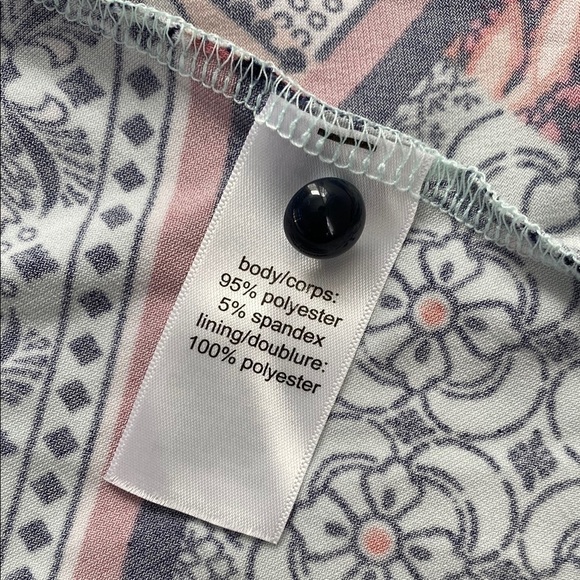 body/corps:
95% polyester
5% spandex
lining/doublure:
100% polyester